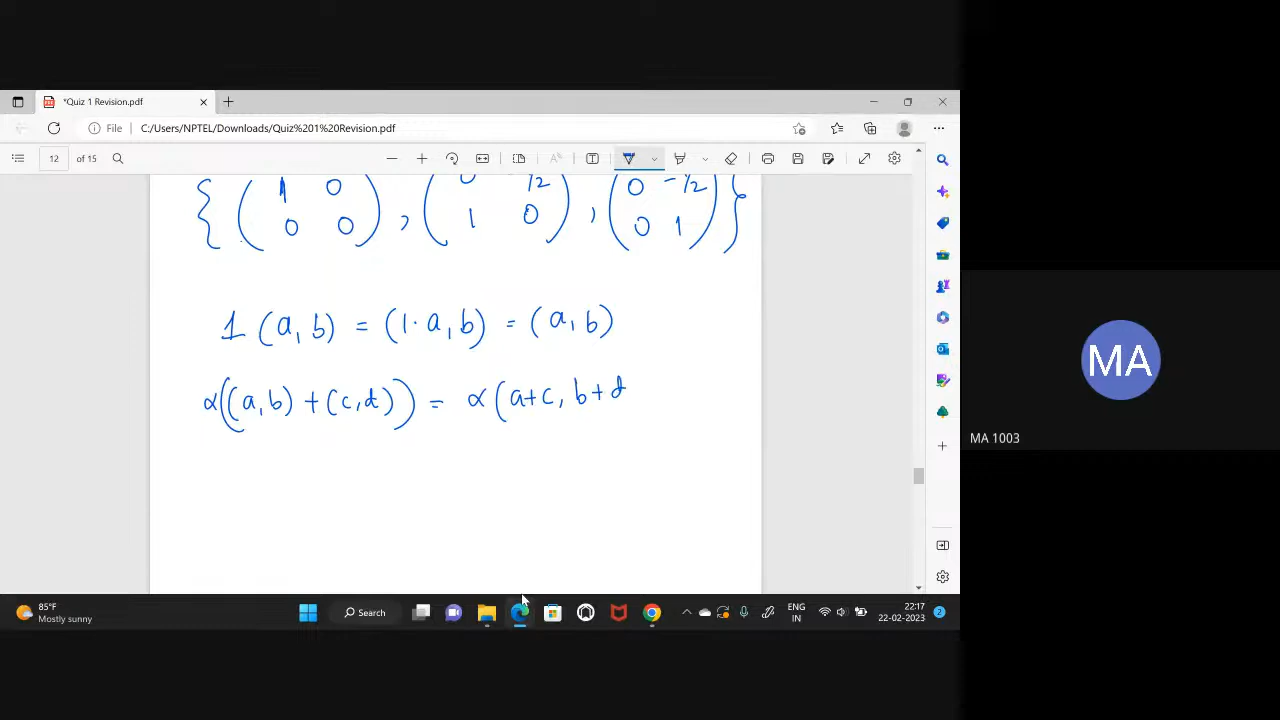 *Quiz 1 Revision.pdf
File C:/Users/NPTEL/Downloads/Quiz%201%20Revision.pdf
12 of 15
{ ( 1 0 ) , ( 0 1/2 ) , ( 0 -1/2 ) }
0 0 1 0 0 1
1 (a, b) = (1· a, b) = (a, b)
α((a, b) + (c, d)) = α(a+c, b+d
MA
MA 1003
85°F
Mostly sunny
Search
ENG
IN
22:17
22-02-2023
2